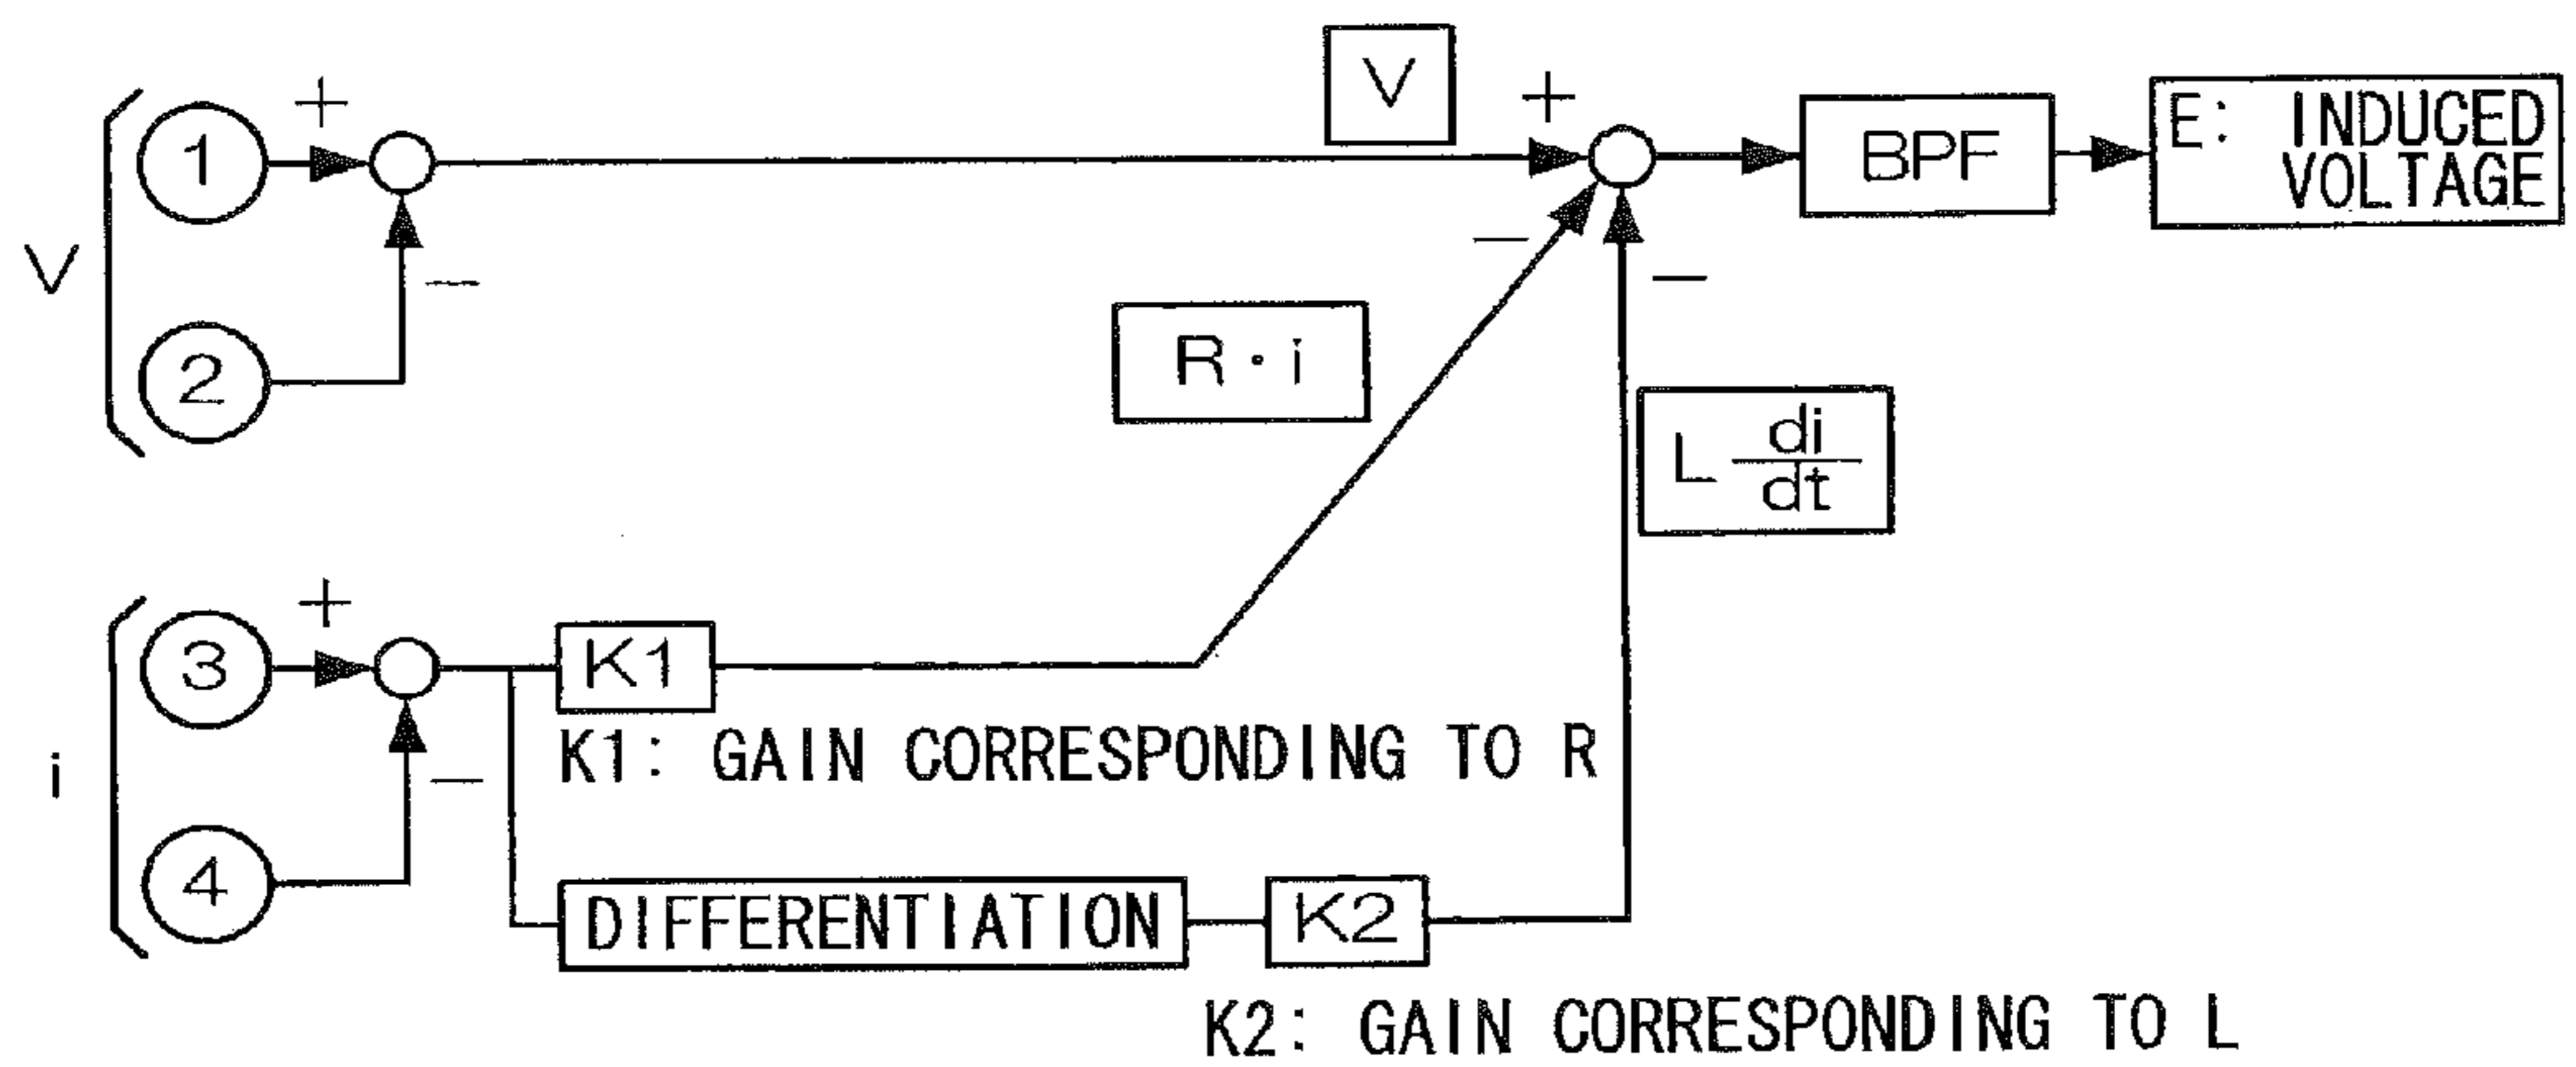 V
1
2
+
−
V
+
−
−
BPF
E: INDUCED
VOLTAGE
R・i
L di
dt
i
3
4
+
−
K1
K1: GAIN CORRESPONDING TO R
DIFFERENTIATION
K2
K2: GAIN CORRESPONDING TO L